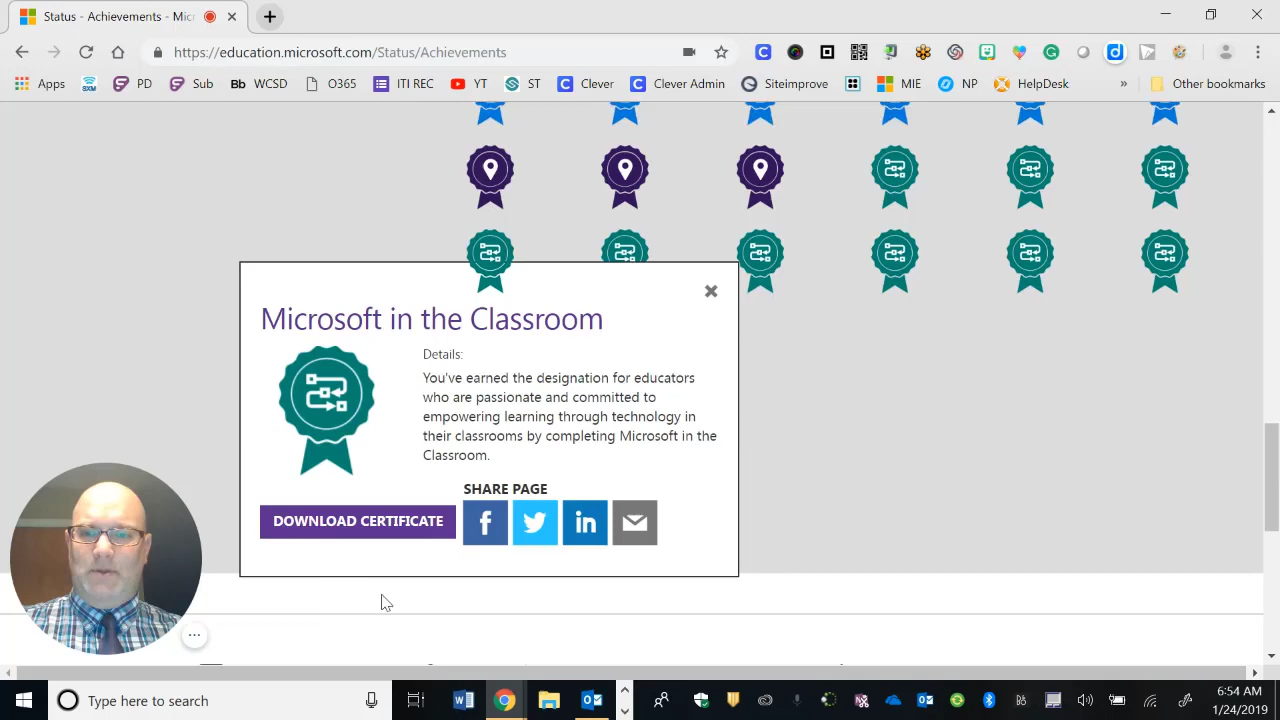 Status - Achievements - Micr
https://education.microsoft.com/Status/Achievements
Apps PD Sub Bb WCSD O365 ITI REC YT ST Clever Clever Admin Siteimprove MIE NP HelpDesk » Other bookmarks
Microsoft in the Classroom
Details:
You've earned the designation for educators
who are passionate and committed to
empowering learning through technology in
their classrooms by completing Microsoft in the
Classroom.
SHARE PAGE
DOWNLOAD CERTIFICATE
Type here to search
6:54 AM
1/24/2019